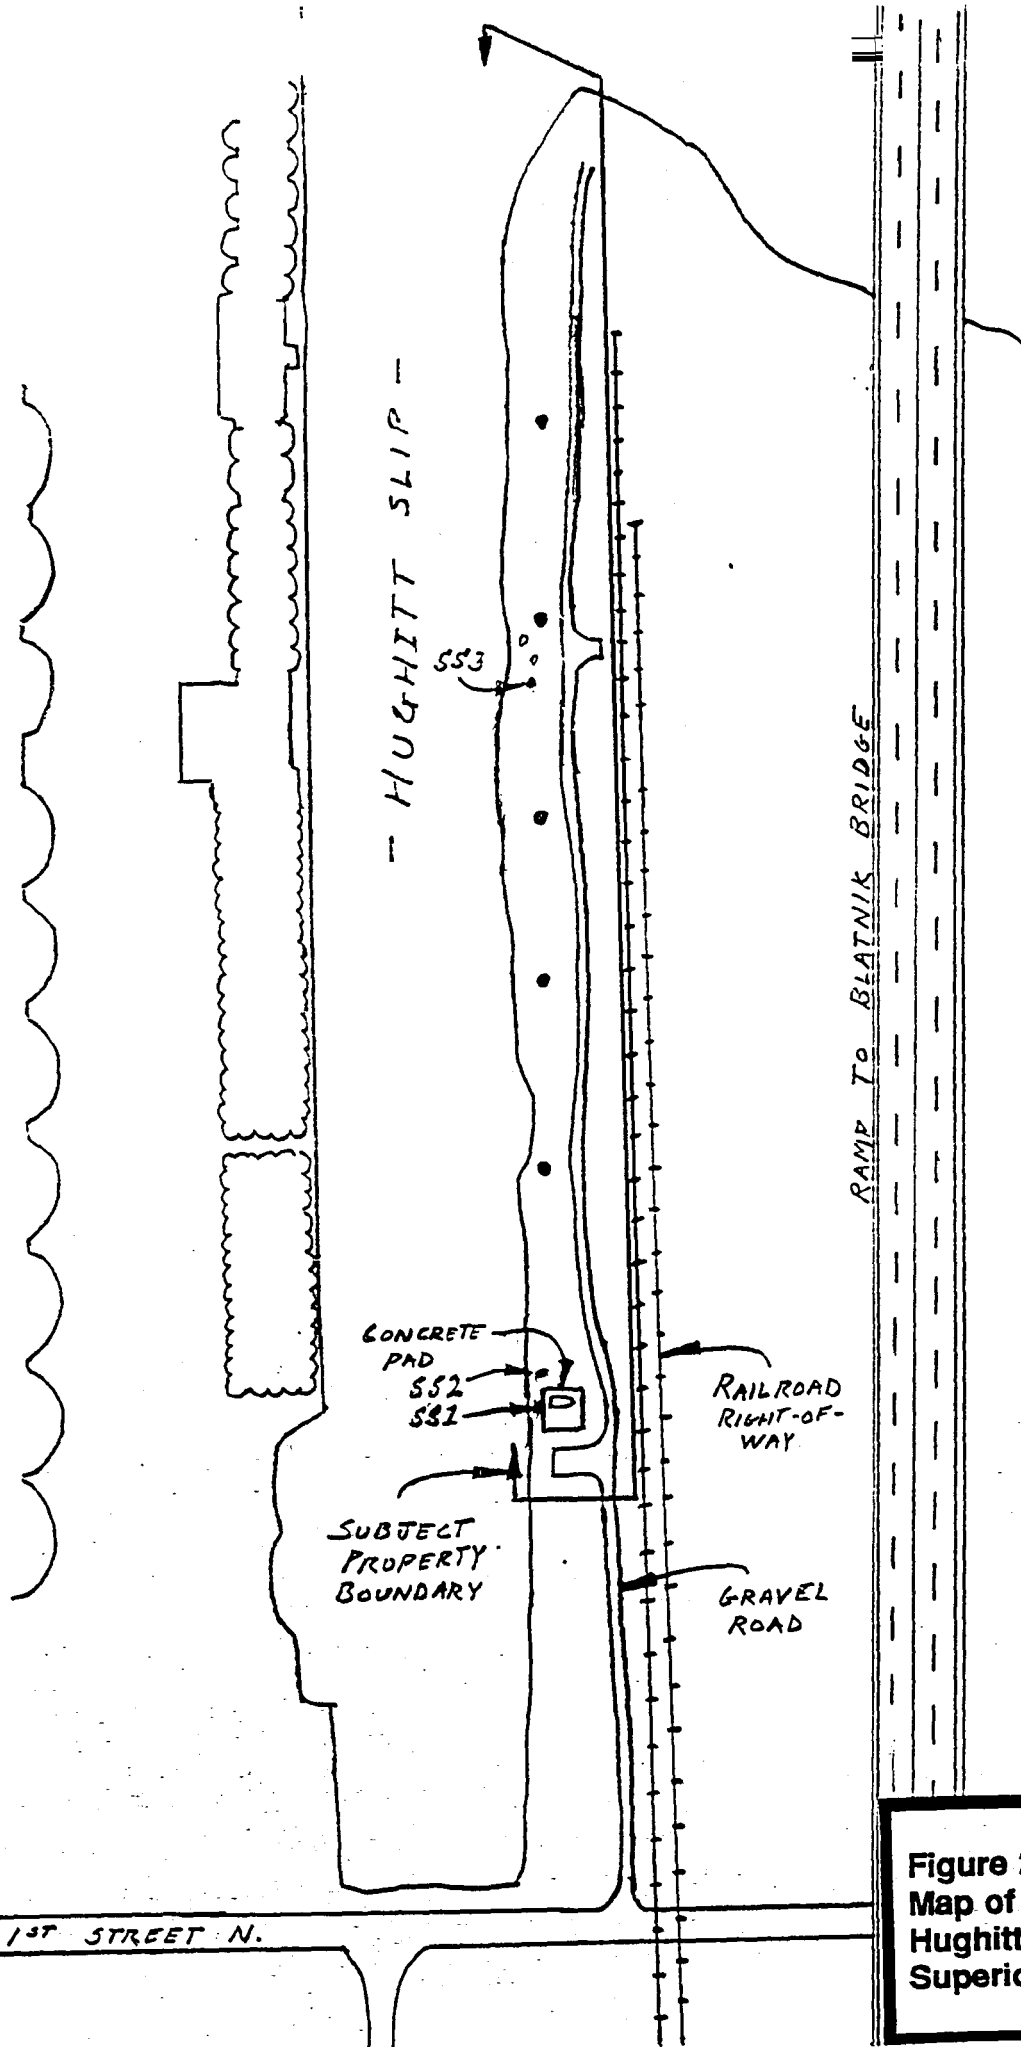 - HUGHITT SLIP -
SS3
RAMP TO BLATNIK BRIDGE
CONCRETE
PAD
SS2
SS1
RAILROAD
RIGHT-OF-
WAY
SUBJECT
PROPERTY
BOUNDARY
GRAVEL
ROAD
1ST STREET N.
Figure
Map of
Hughitt
Superio